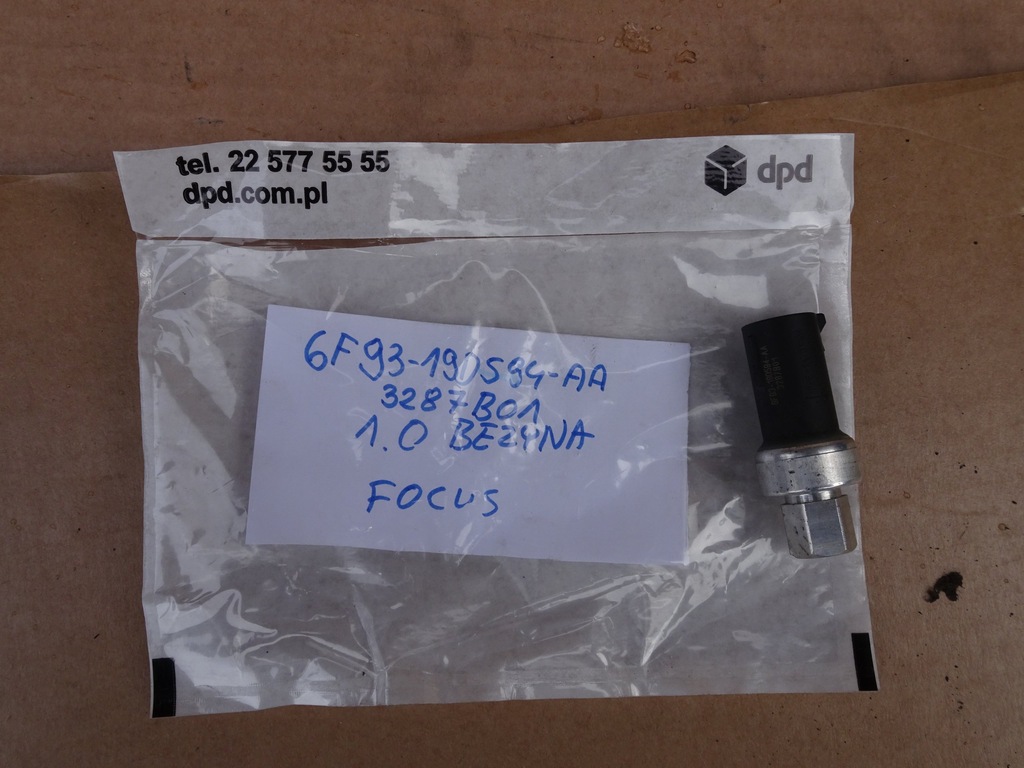 tel. 22 577 55 55
dpd.com.pl
dpd
6F93-19D594-AA
3287B01
1.0 BEZYNA
FOCUS